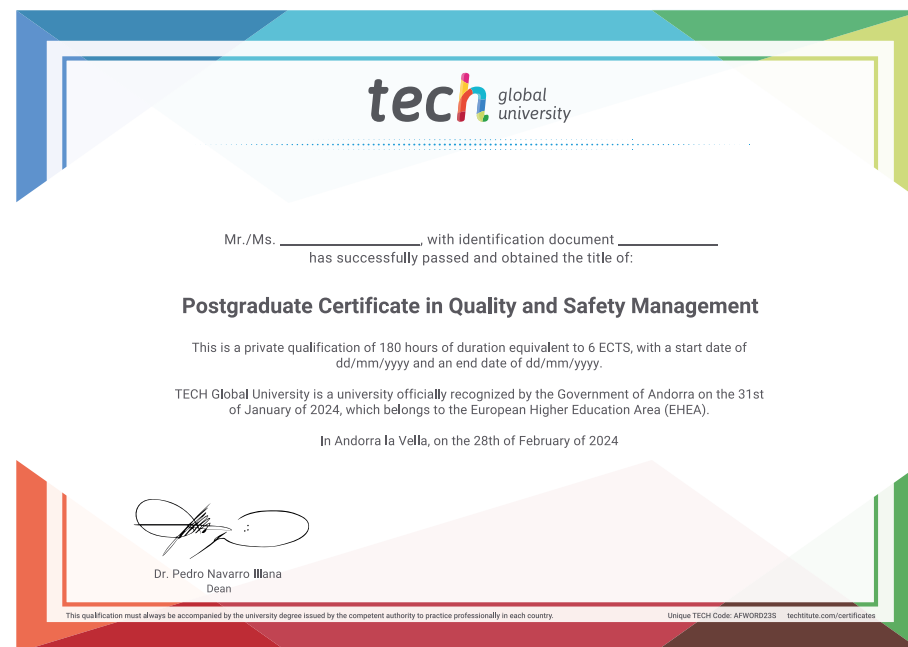 tech global university
Mr./Ms. ____________, with identification document ____________
has successfully passed and obtained the title of:
Postgraduate Certificate in Quality and Safety Management
This is a private qualification of 180 hours of duration equivalent to 6 ECTS, with a start date of
dd/mm/yyyy and an end date of dd/mm/yyyy.
TECH Global University is a university officially recognized by the Government of Andorra on the 31st
of January of 2024, which belongs to the European Higher Education Area (EHEA).
In Andorra la Vella, on the 28th of February of 2024
Dr. Pedro Navarro Illana
Dean
This qualification must always be accompanied by the university degree issued by the competent authority to practice professionally in each country.
Unique TECH Code: AFWORD23S techtitute.com/certificates